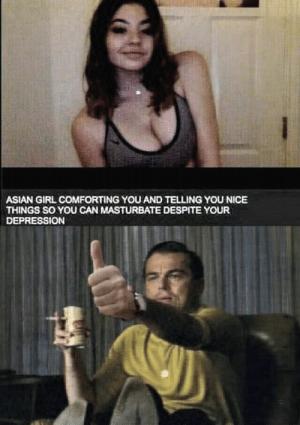 ASIAN GIRL COMFORTING YOU AND TELLING YOU NICE
THINGS SO YOU CAN MASTURBATE DESPITE YOUR
DEPRESSION